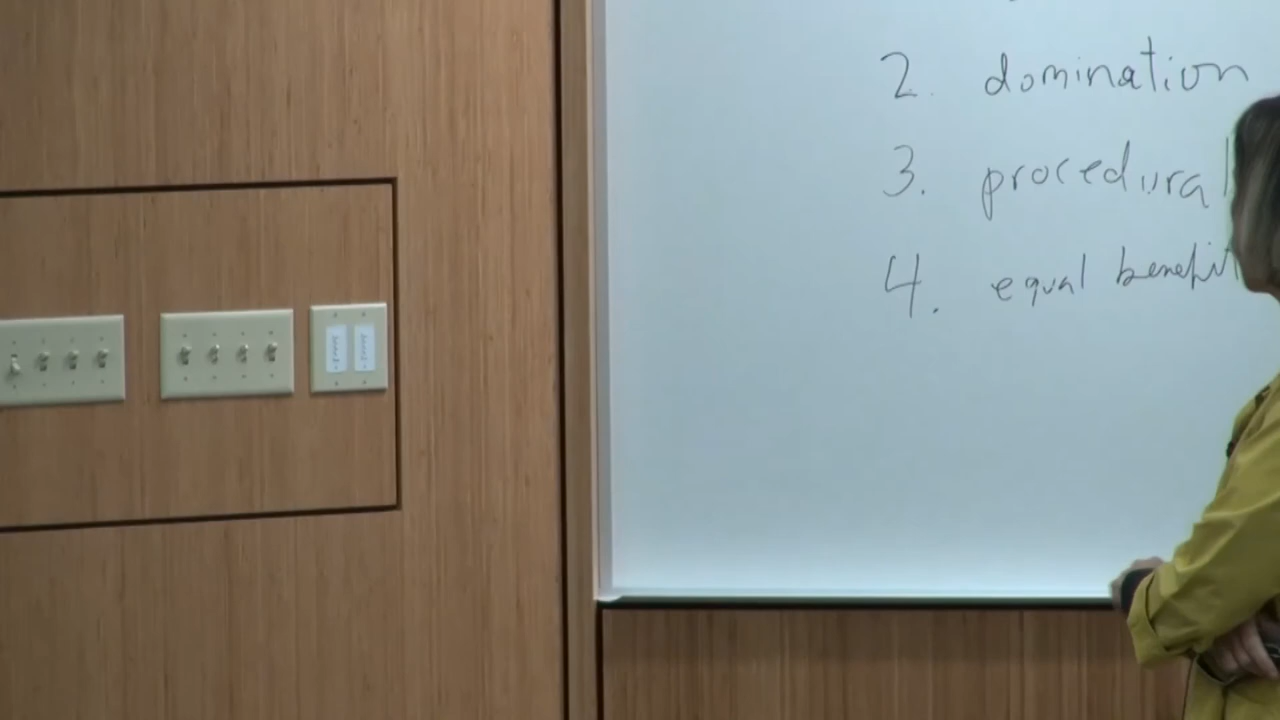 2. domination
3. procedural
4. equal benefit